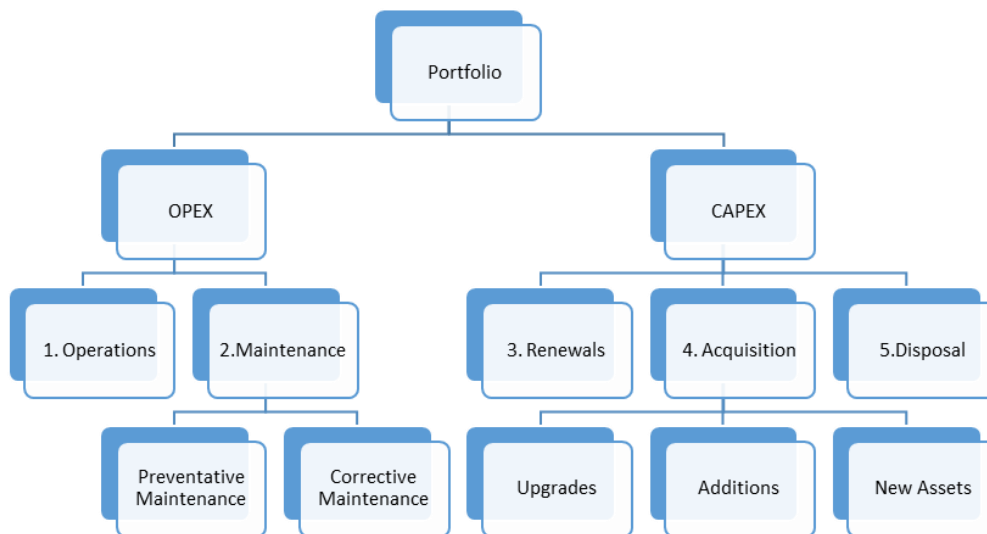 Portfolio
OPEX
CAPEX
1. Operations
2.Maintenance
3. Renewals
4. Acquisition
5.Disposal
Preventative
Maintenance
Corrective
Maintenance
Upgrades
Additions
New Assets